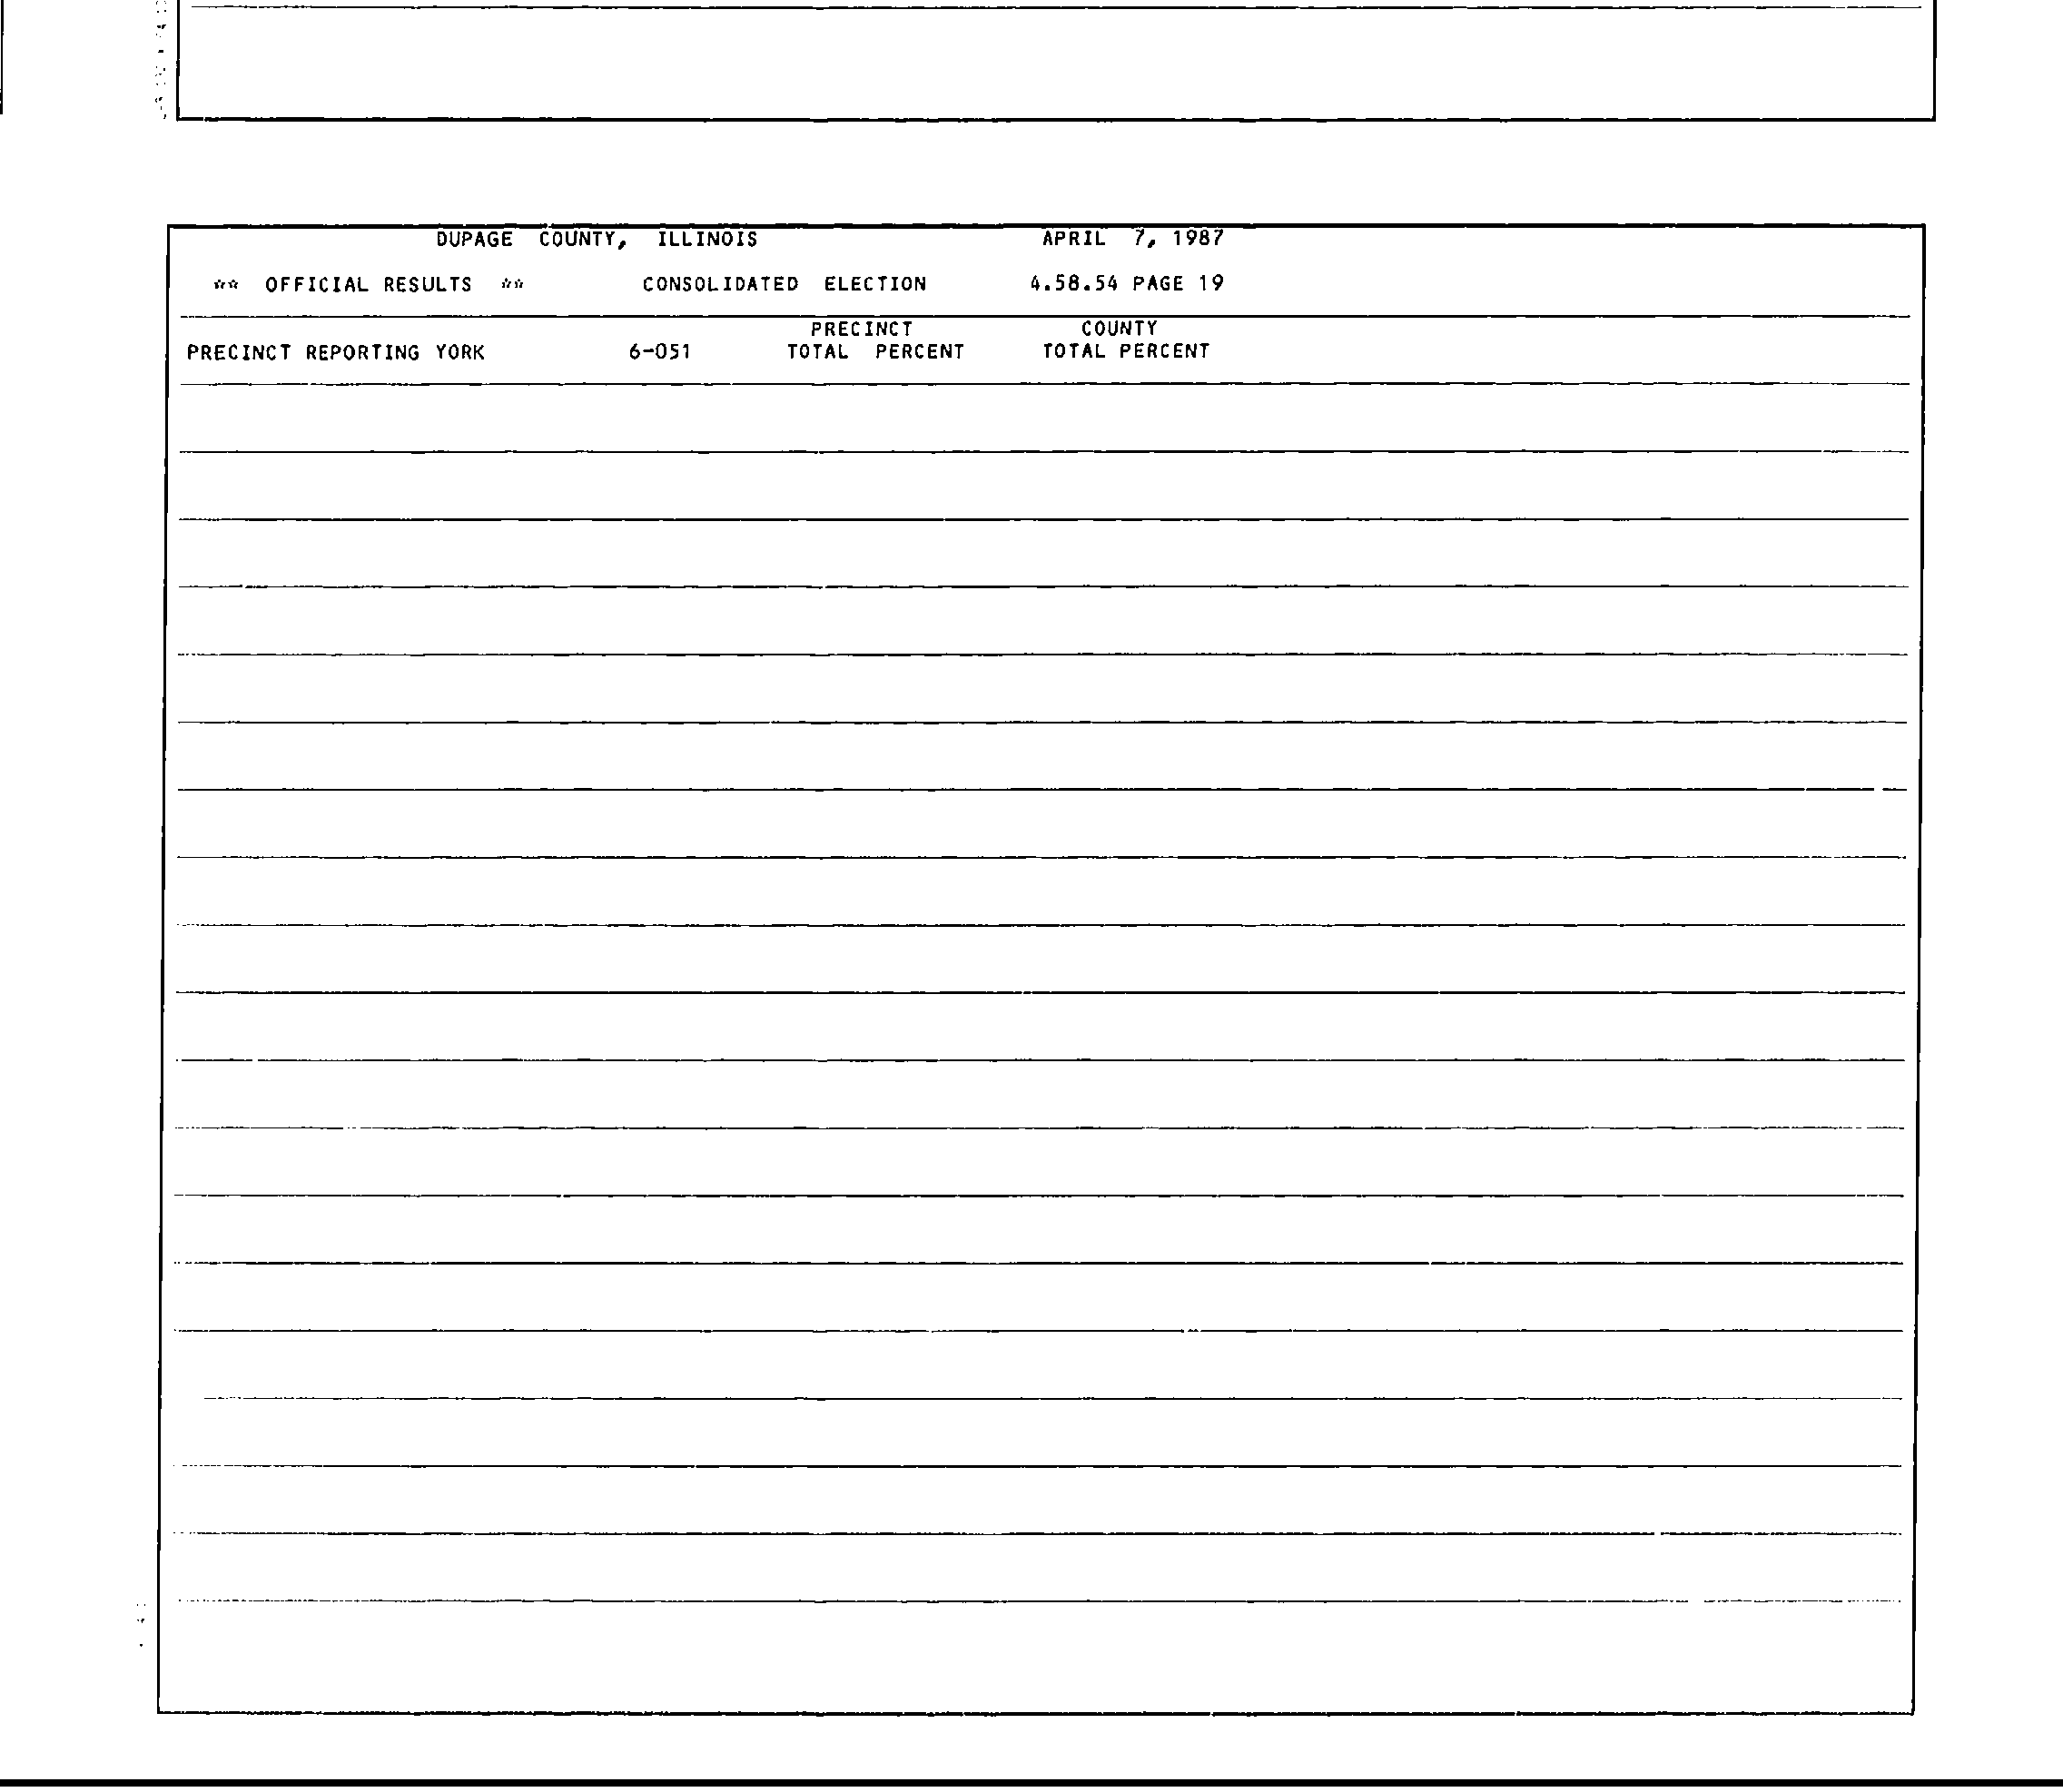 DUPAGE COUNTY, ILLINOIS APRIL 7, 1987
** OFFICIAL RESULTS ** CONSOLIDATED ELECTION 4.58.54 PAGE 19
PRECINCT COUNTY
PRECINCT REPORTING YORK 6-051 TOTAL PERCENT TOTAL PERCENT